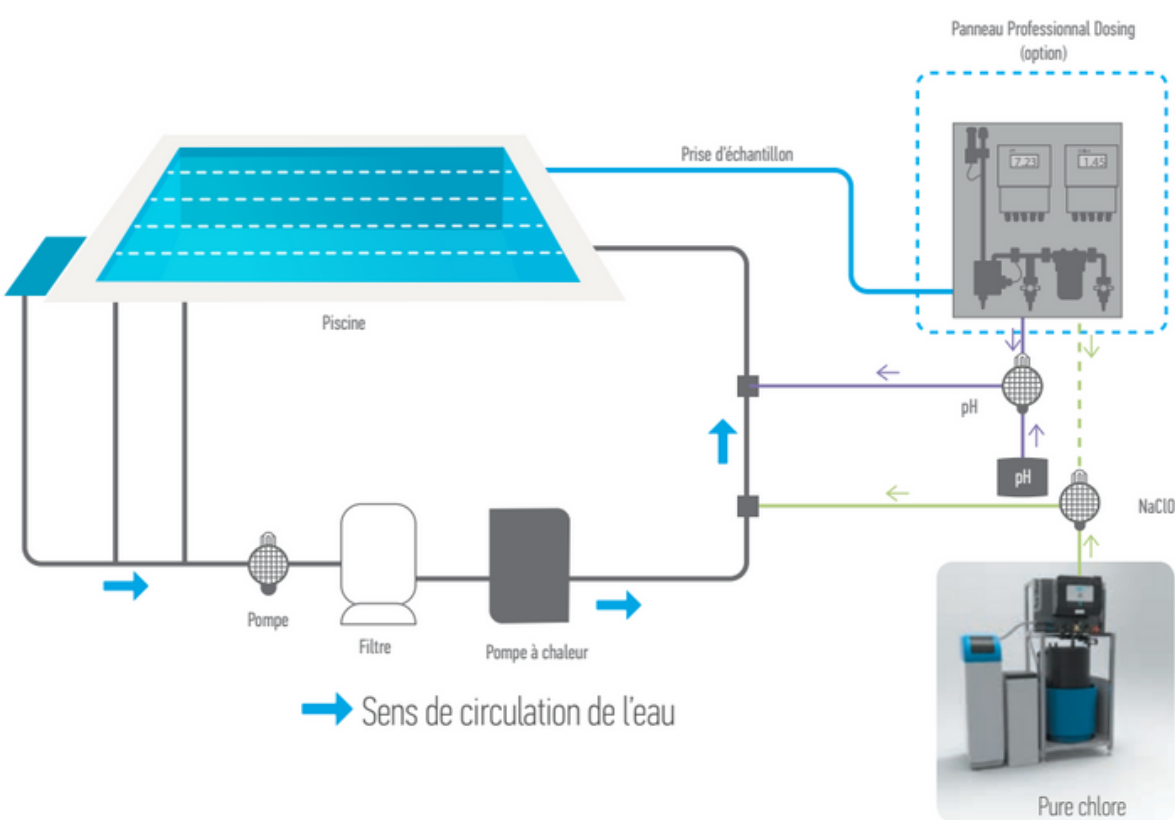 Panneau Professionnal Dosing
(option)
Prise d'échantillon
7.23
1.45
Piscine
pH
pH
NaClO
Pompe
Filtre
Pompe à chaleur
Sens de circulation de l'eau
Pure chlore